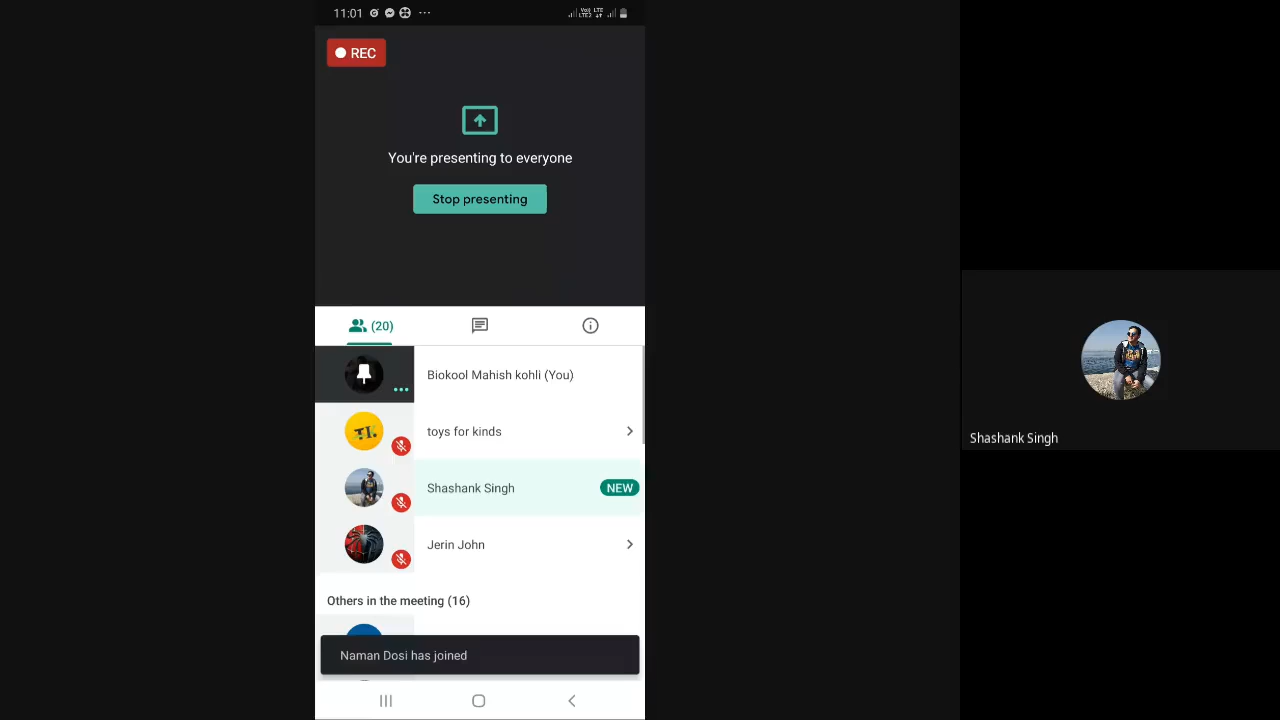 11:01
REC
You're presenting to everyone
Stop presenting
(20)
Biokool Mahish kohli (You)
toys for kinds
Shashank Singh
NEW
Jerin John
Others in the meeting (16)
Naman Dosi has joined
Shashank Singh